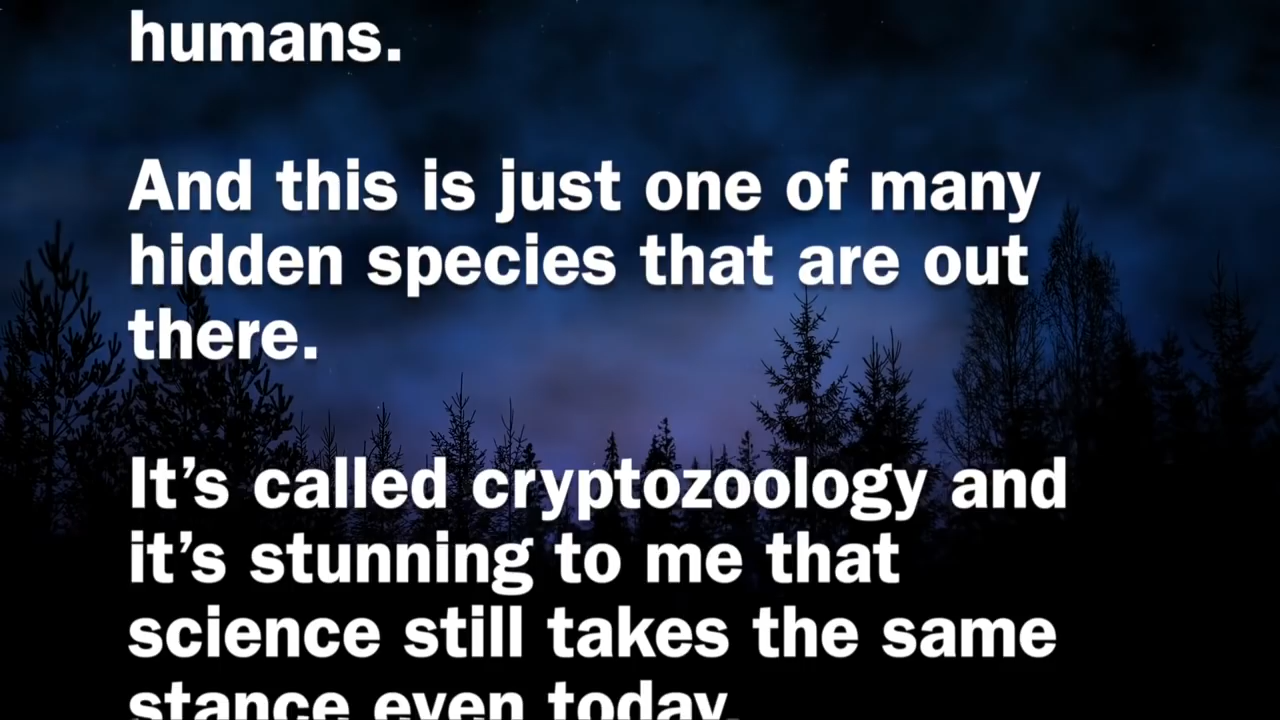 humans.
And this is just one of many
hidden species that are out
there.
It’s called cryptozoology and
it’s stunning to me that
science still takes the same
stance even today.